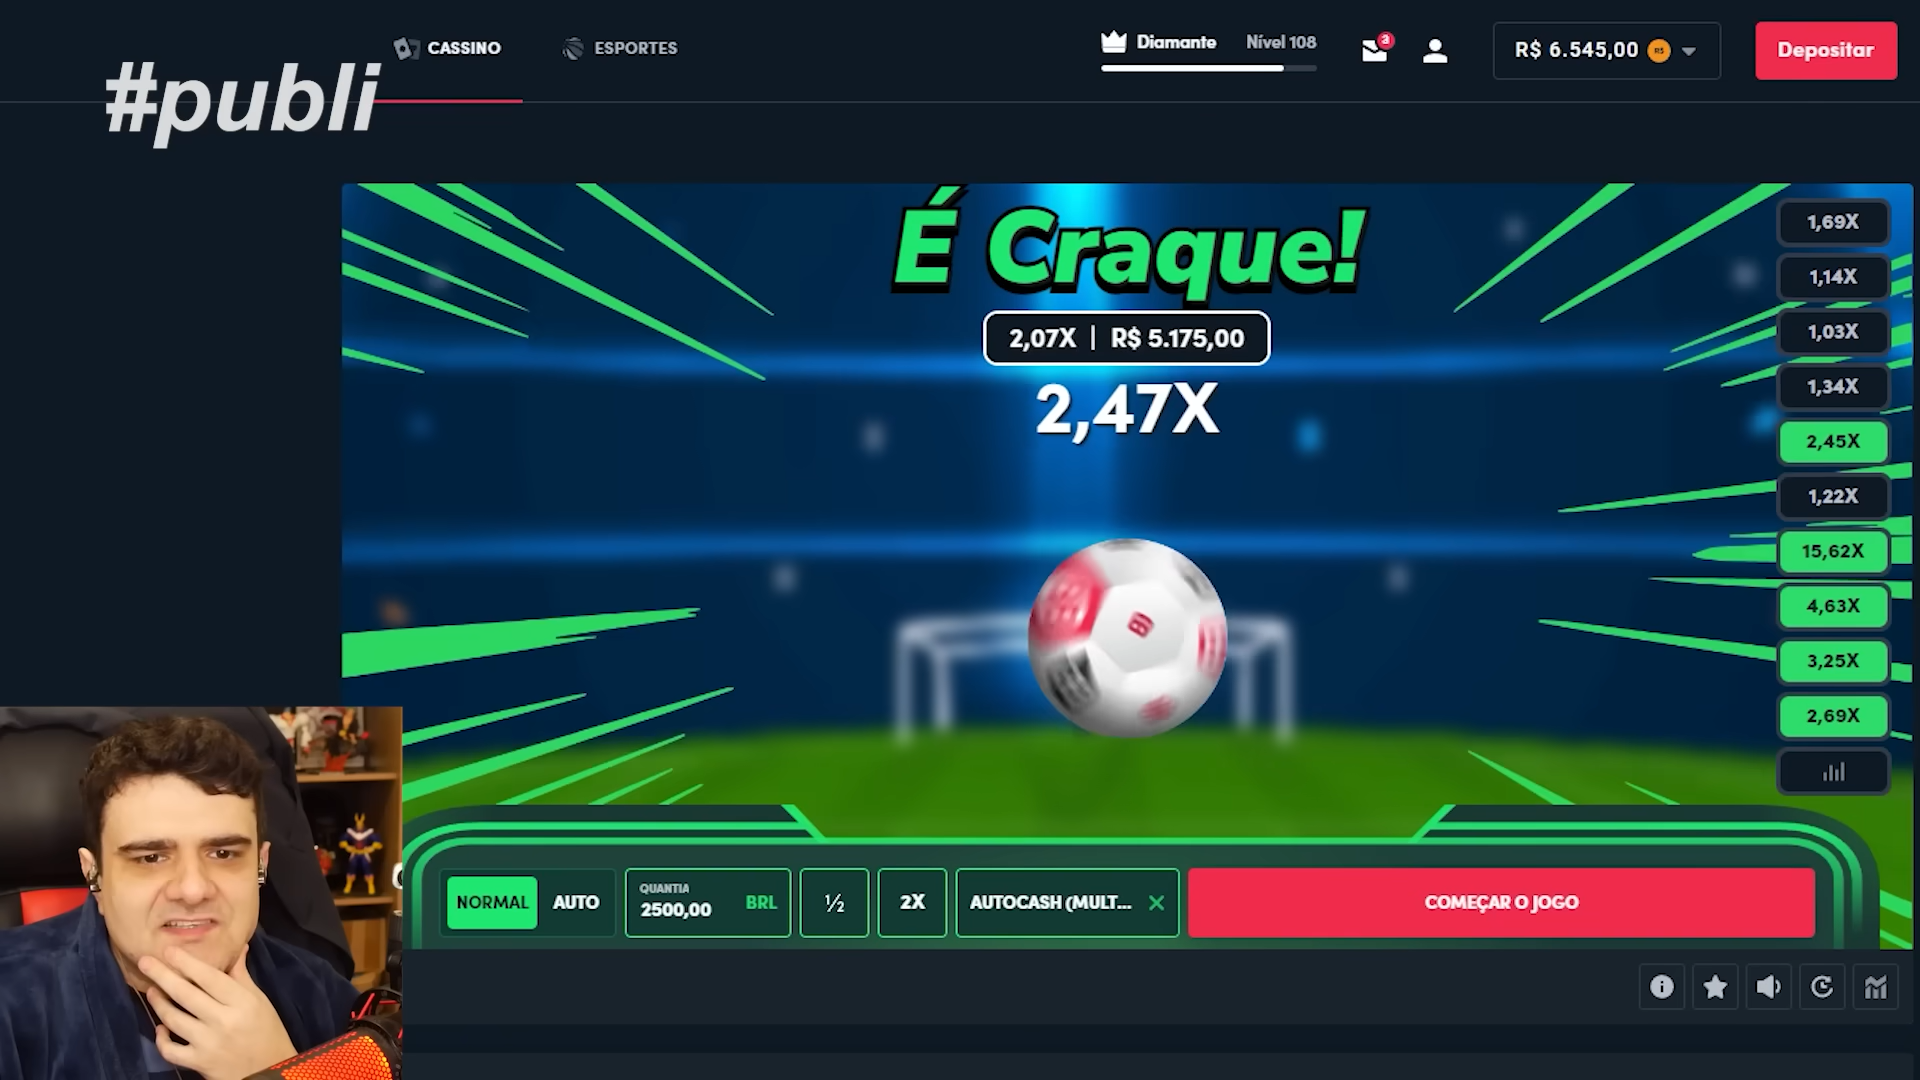 #publi
CASSINO
ESPORTES
Diamante
Nível 108
3
R$ 6.545,00
R$
Depositar
É Craque!
2,07X | R$ 5.175,00
2,47X
1,69X
1,14X
1,03X
1,34X
2,45X
1,22X
15,62X
4,63X
3,25X
2,69X
NORMAL
AUTO
QUANTIA
2500,00
BRL
½
2X
AUTOCASH (MULT...
COMEÇAR O JOGO